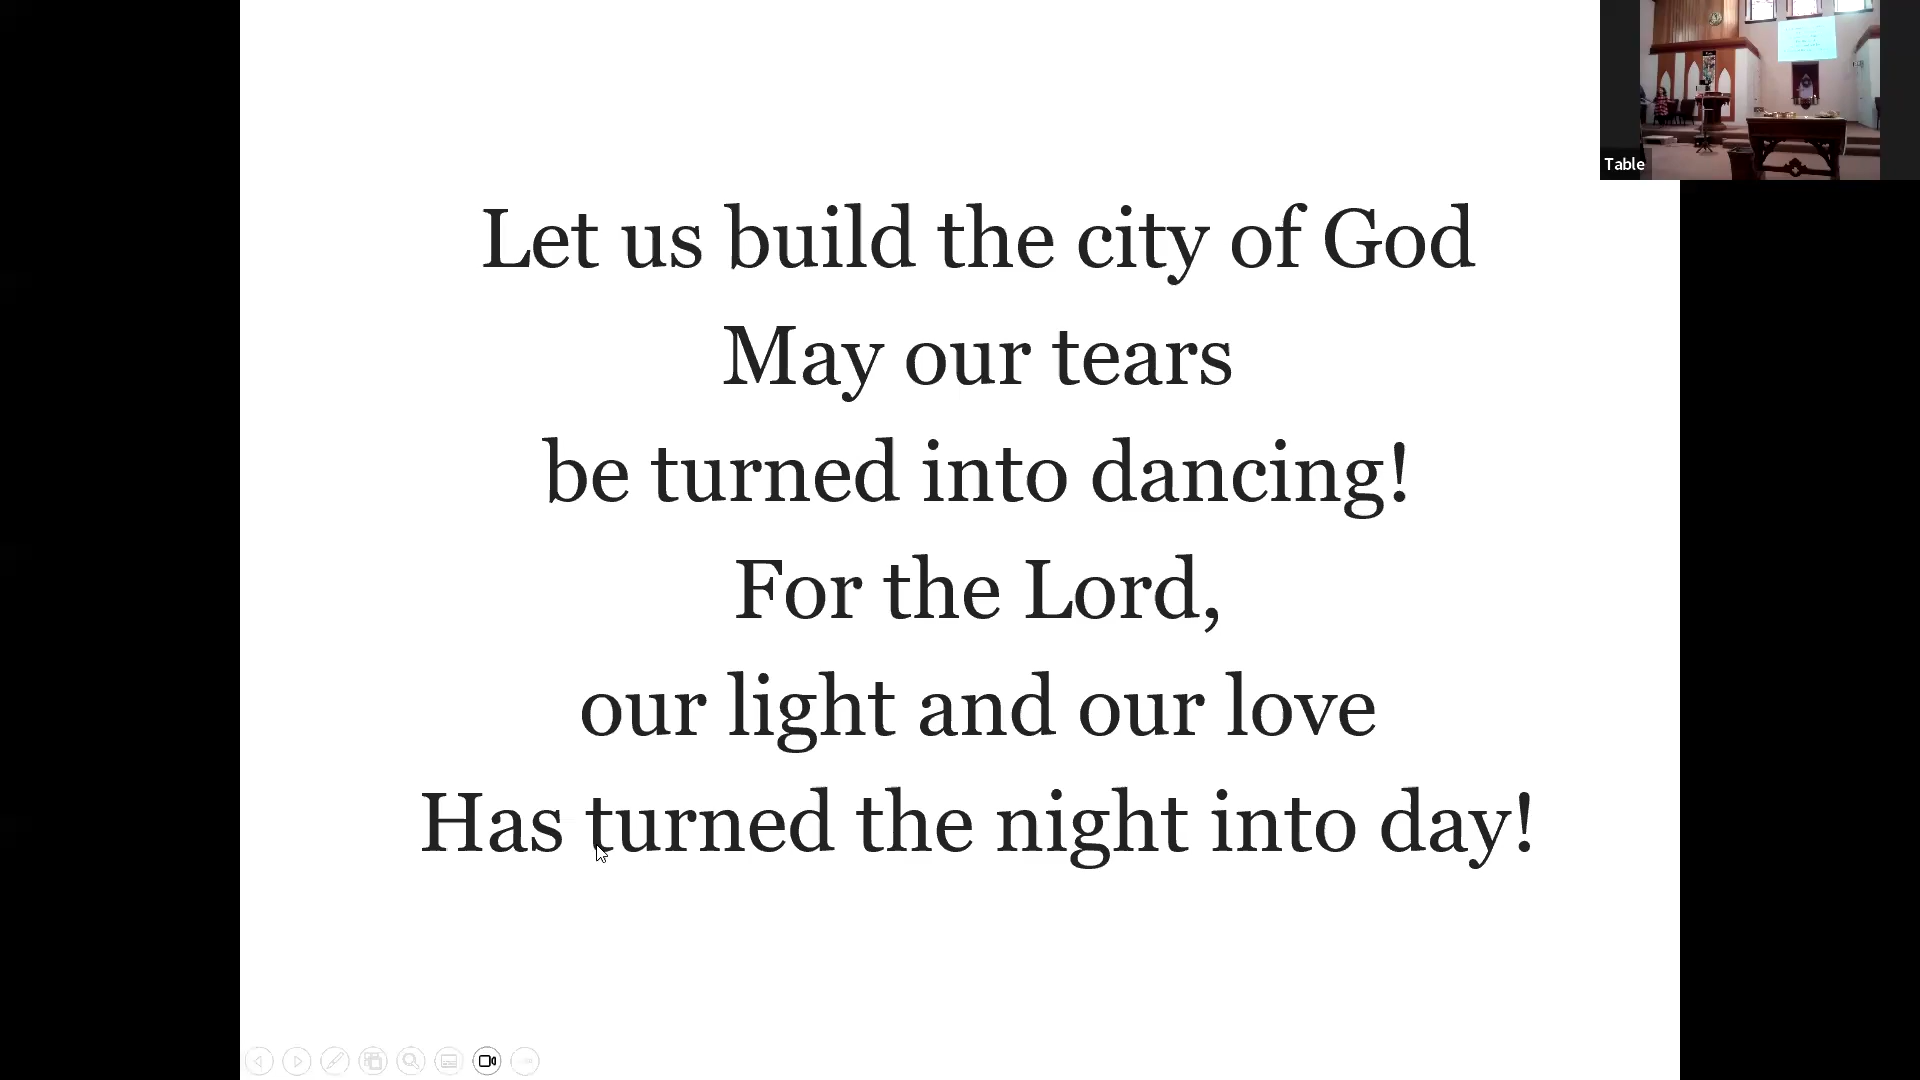 Let us build the city of God
May our tears
be turned into dancing!
For the Lord,
our light and our love
Has turned the night into day!
Table